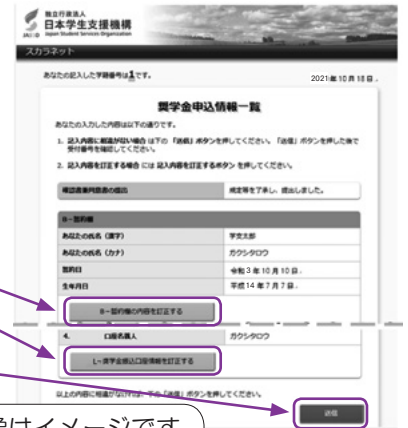 独立行政法人
日本学生支援機構
JASSO Japan Student Services Organization
スカラネット
あなたの記入した学籍番号は1です。
2021年10月18日.
奨学金申込情報一覧
あなたの入力した内容は以下の通りです。
1. 記入内容に相違がない場合 は下の「送信」ボタンを押してください。「送信」ボタンを押した後で
受付番号を確認してください。
2. 記入内容を訂正する場合 には 記入内容を訂正するボタン を押してください。
確認書兼同意書の提出 規定等を了承し、提出しました。
B－誓約欄
あなたの氏名（漢字） 学支太郎
あなたの氏名（カナ） ガクシタロウ
誓約日 令和3年10月10日.
生年月日 平成14年7月7日.
B－誓約欄の内容を訂正する
4. 口座名義人 ガクシタロウ
L－奨学金振込口座情報を訂正する
以上の内容に相違がなければ、下の「送信」ボタンを押してください。
送信
像はイメージです